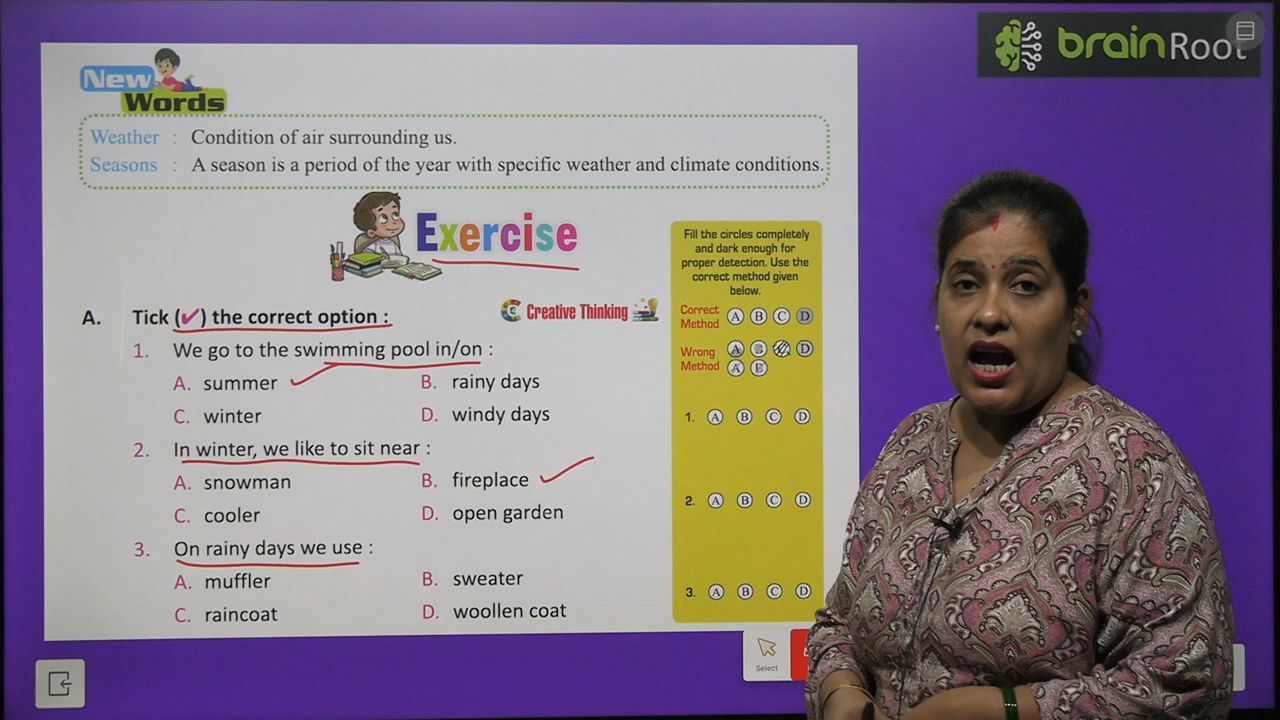 brainRoot
New
Words
Weather : Condition of air surrounding us.
Seasons : A season is a period of the year with specific weather and climate conditions.
Exercise
Creative Thinking
A. Tick (✔) the correct option :
1. We go to the swimming pool in/on :
A. summer B. rainy days
C. winter D. windy days
2. In winter, we like to sit near :
A. snowman B. fireplace
C. cooler D. open garden
3. On rainy days we use :
A. muffler B. sweater
C. raincoat D. woollen coat
Fill the circles completely
and dark enough for
proper detection. Use the
correct method given
below.
Correct
Method A B C D
Wrong
Method A B C D
A B
1. A B C D
2. A B C D
3. A B C D
Select